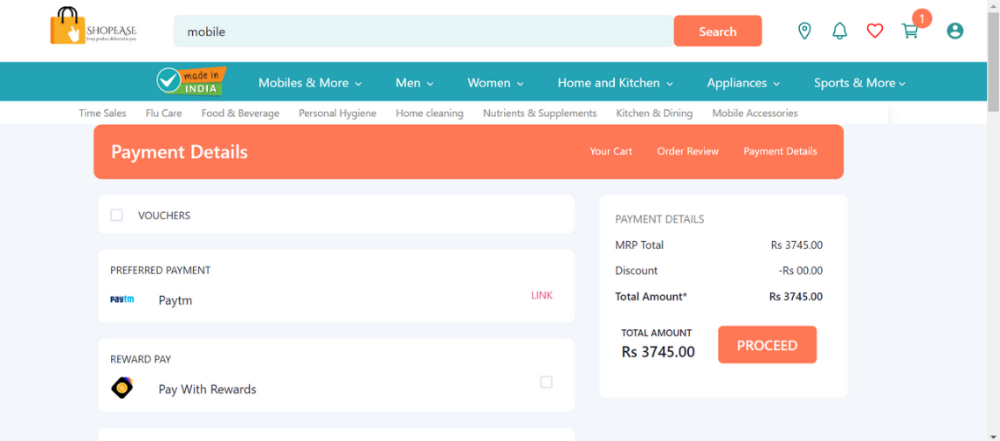 SHOPEASE
Every product delivered to you.
mobile
Search
1
made in
INDIA
Mobiles & More
Men
Women
Home and Kitchen
Appliances
Sports & More
Time Sales
Flu Care
Food & Beverage
Personal Hygiene
Home cleaning
Nutrients & Supplements
Kitchen & Dining
Mobile Accessories
Payment Details
Your Cart
Order Review
Payment Details
VOUCHERS
PREFERRED PAYMENT
paytm
Paytm
LINK
REWARD PAY
Pay With Rewards
PAYMENT DETAILS
MRP Total
Rs 3745.00
Discount
-Rs 00.00
Total Amount*
Rs 3745.00
TOTAL AMOUNT
Rs 3745.00
PROCEED